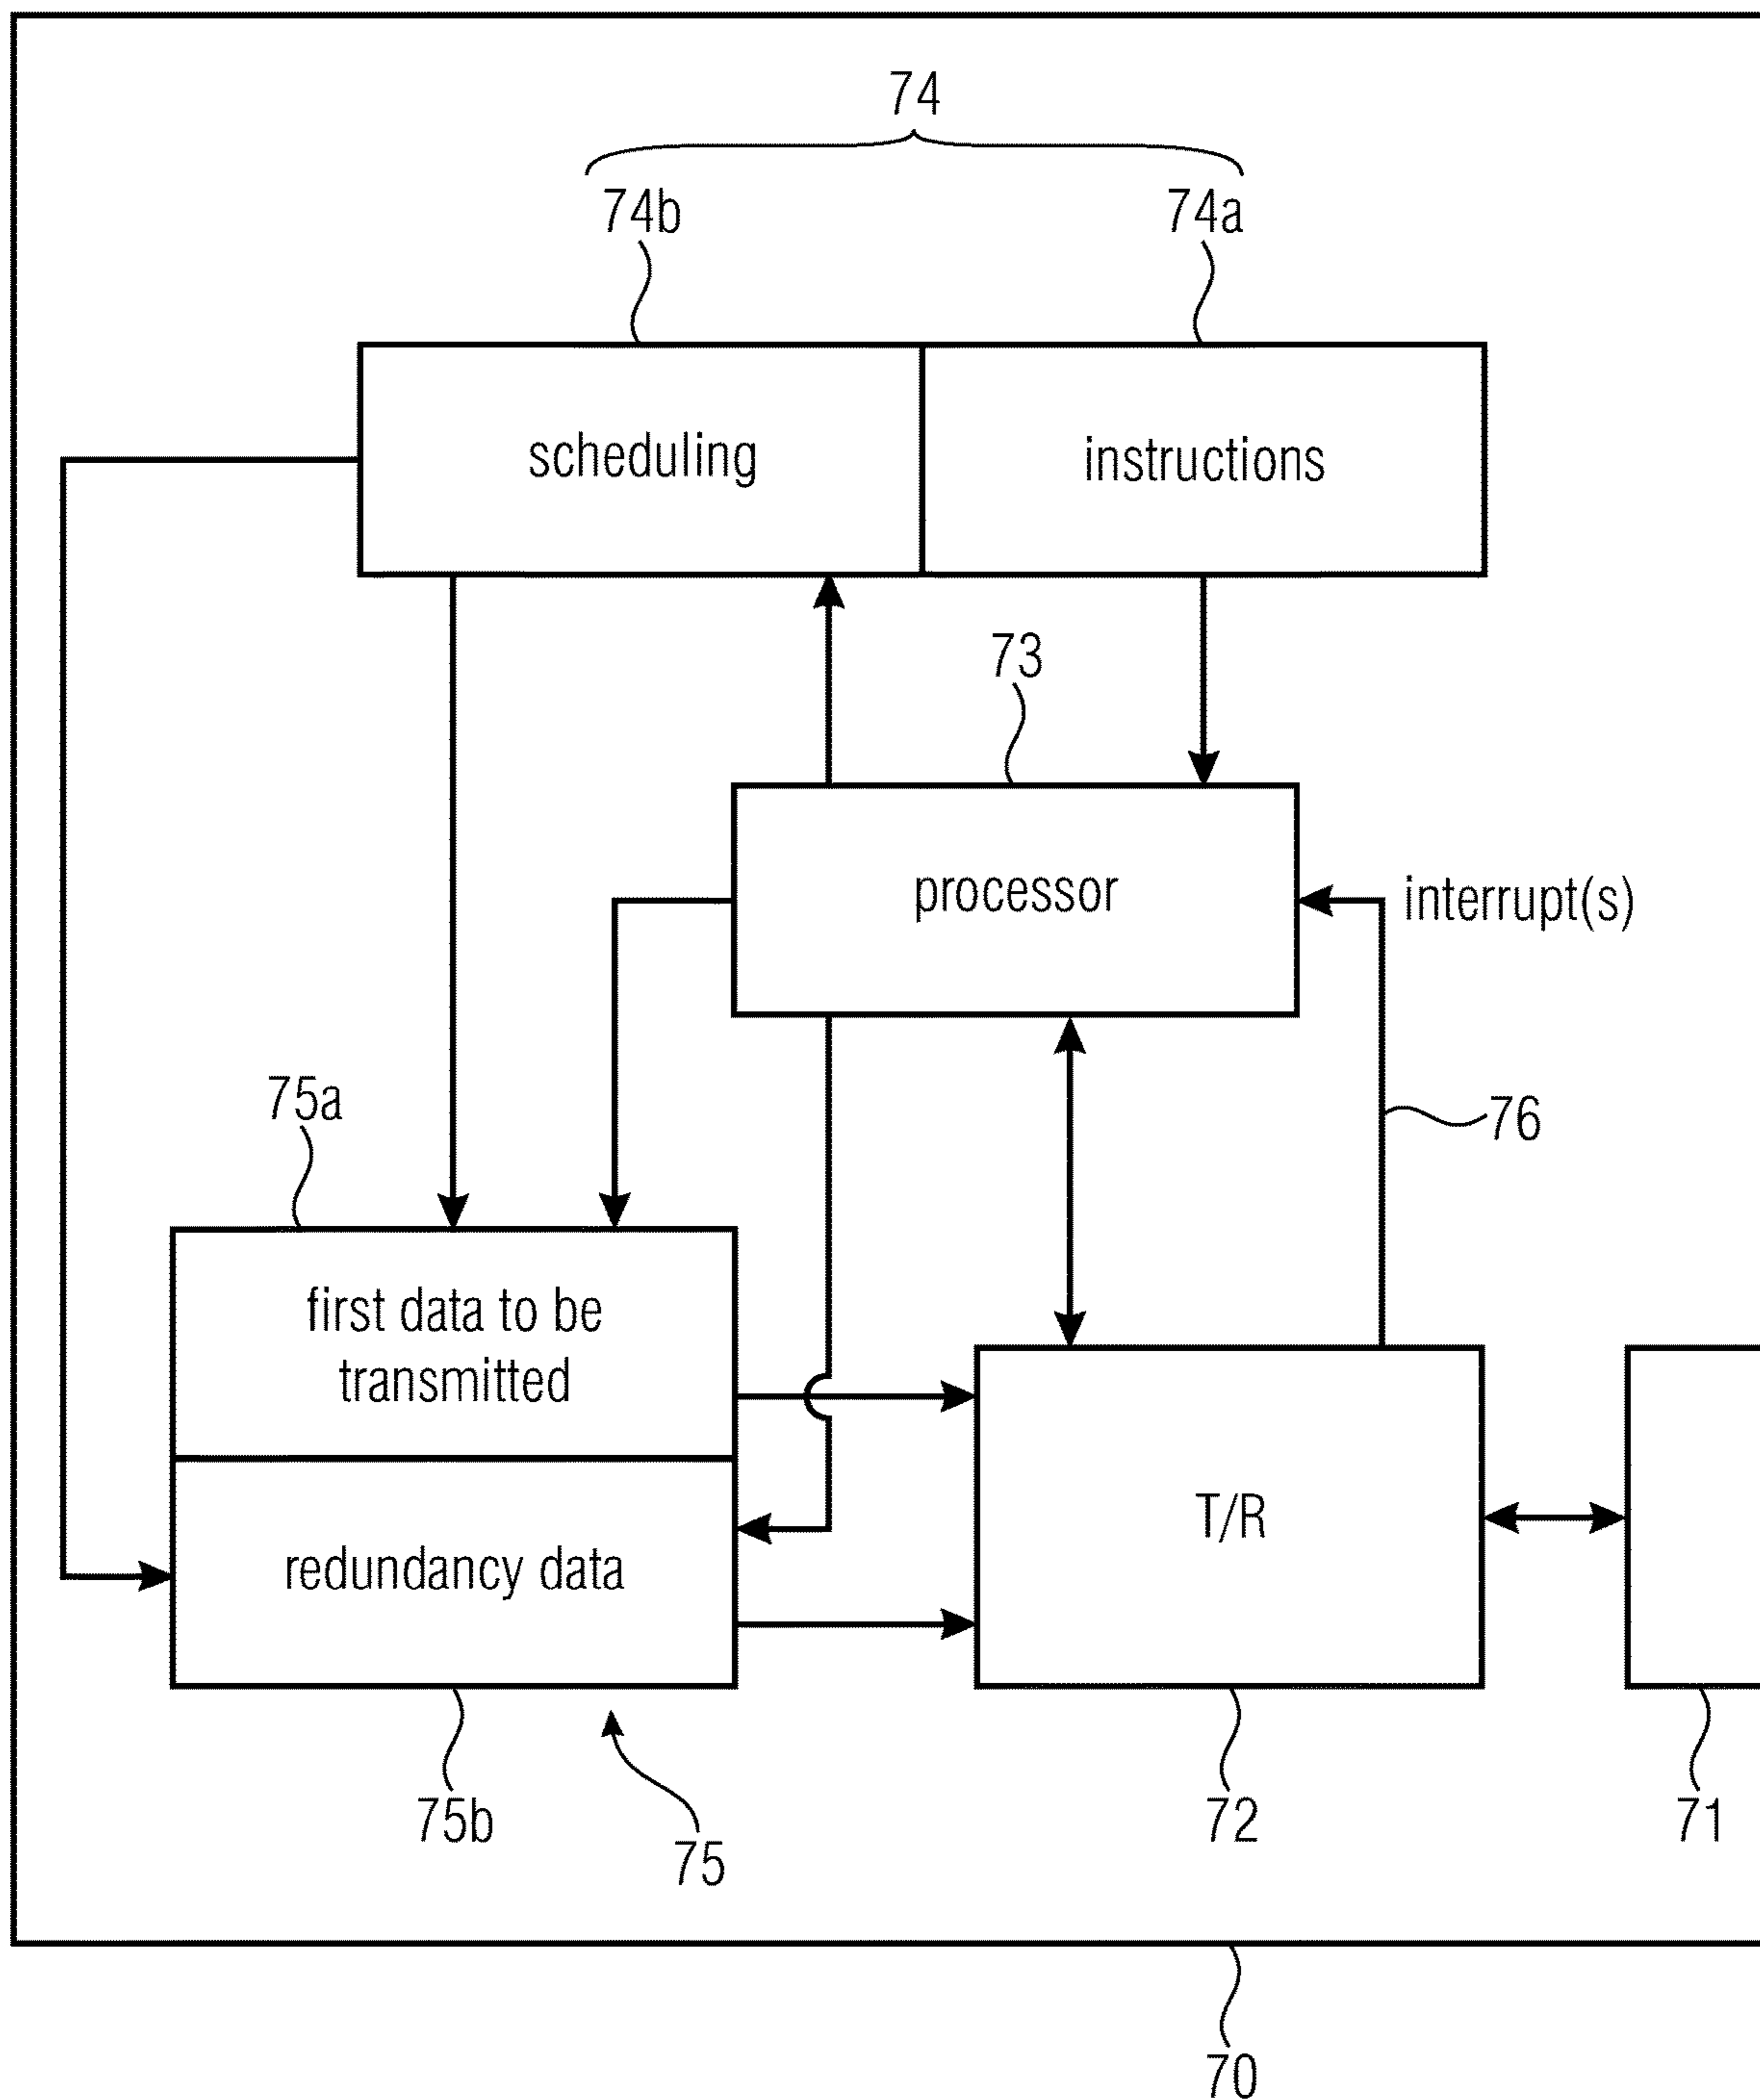 74
74b
74a
scheduling
instructions
73
processor
interrupt(s)
75a
76
first data to be
transmitted
T/R
redundancy data
75b
75
72
71
70